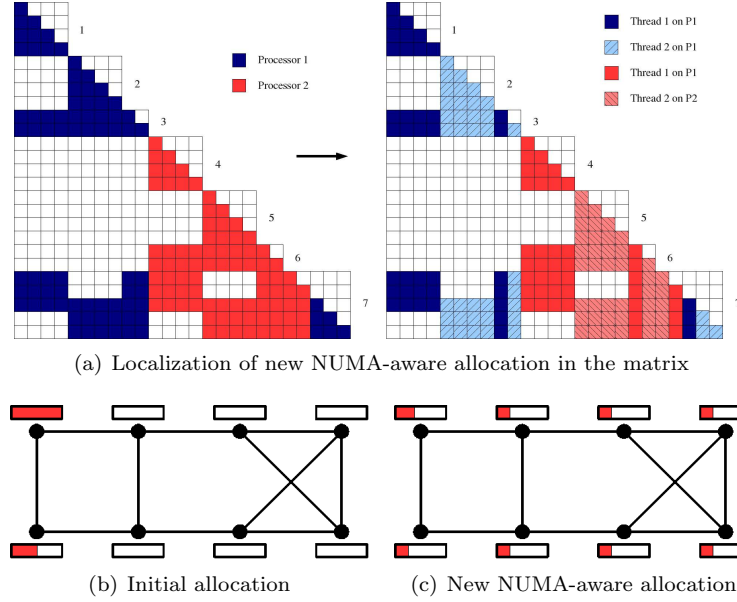 1
2
3
4
5
6
7
Processor 1
Processor 2
1
2
3
4
5
6
7
Thread 1 on P1
Thread 2 on P1
Thread 1 on P1
Thread 2 on P2
(a) Localization of new NUMA-aware allocation in the matrix
(b) Initial allocation
(c) New NUMA-aware allocation